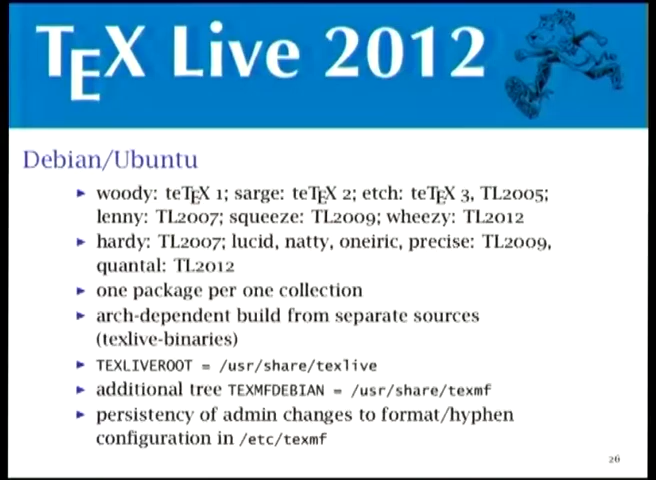 TEX Live 2012
Debian/Ubuntu
► woody: teTEX 1; sarge: teTEX 2; etch: teTEX 3, TL2005;
lenny: TL2007; squeeze: TL2009; wheezy: TL2012
► hardy: TL2007; lucid, natty, oneiric, precise: TL2009,
quantal: TL2012
► one package per one collection
► arch-dependent build from separate sources
(texlive-binaries)
► TEXLIVEROOT = /usr/share/texlive
► additional tree TEXMFDEBIAN = /usr/share/texmf
► persistency of admin changes to format/hyphen
configuration in /etc/texmf
26